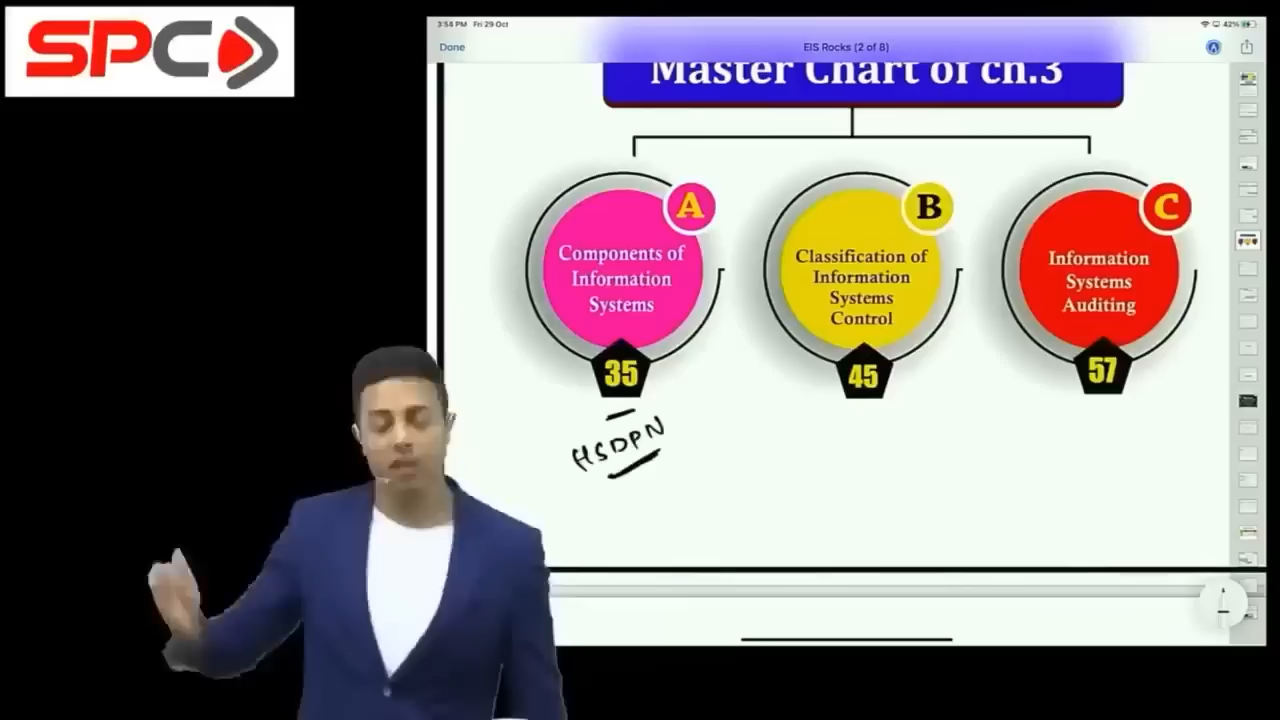 SPC
3:54 PM Fri 29 Oct
42%
Done
EIS Rocks (2 of 8)
Master Chart of ch.3
A
Components of
Information
Systems
35
B
Classification of
Information
Systems
Control
45
C
Information
Systems
Auditing
57
HSDPN